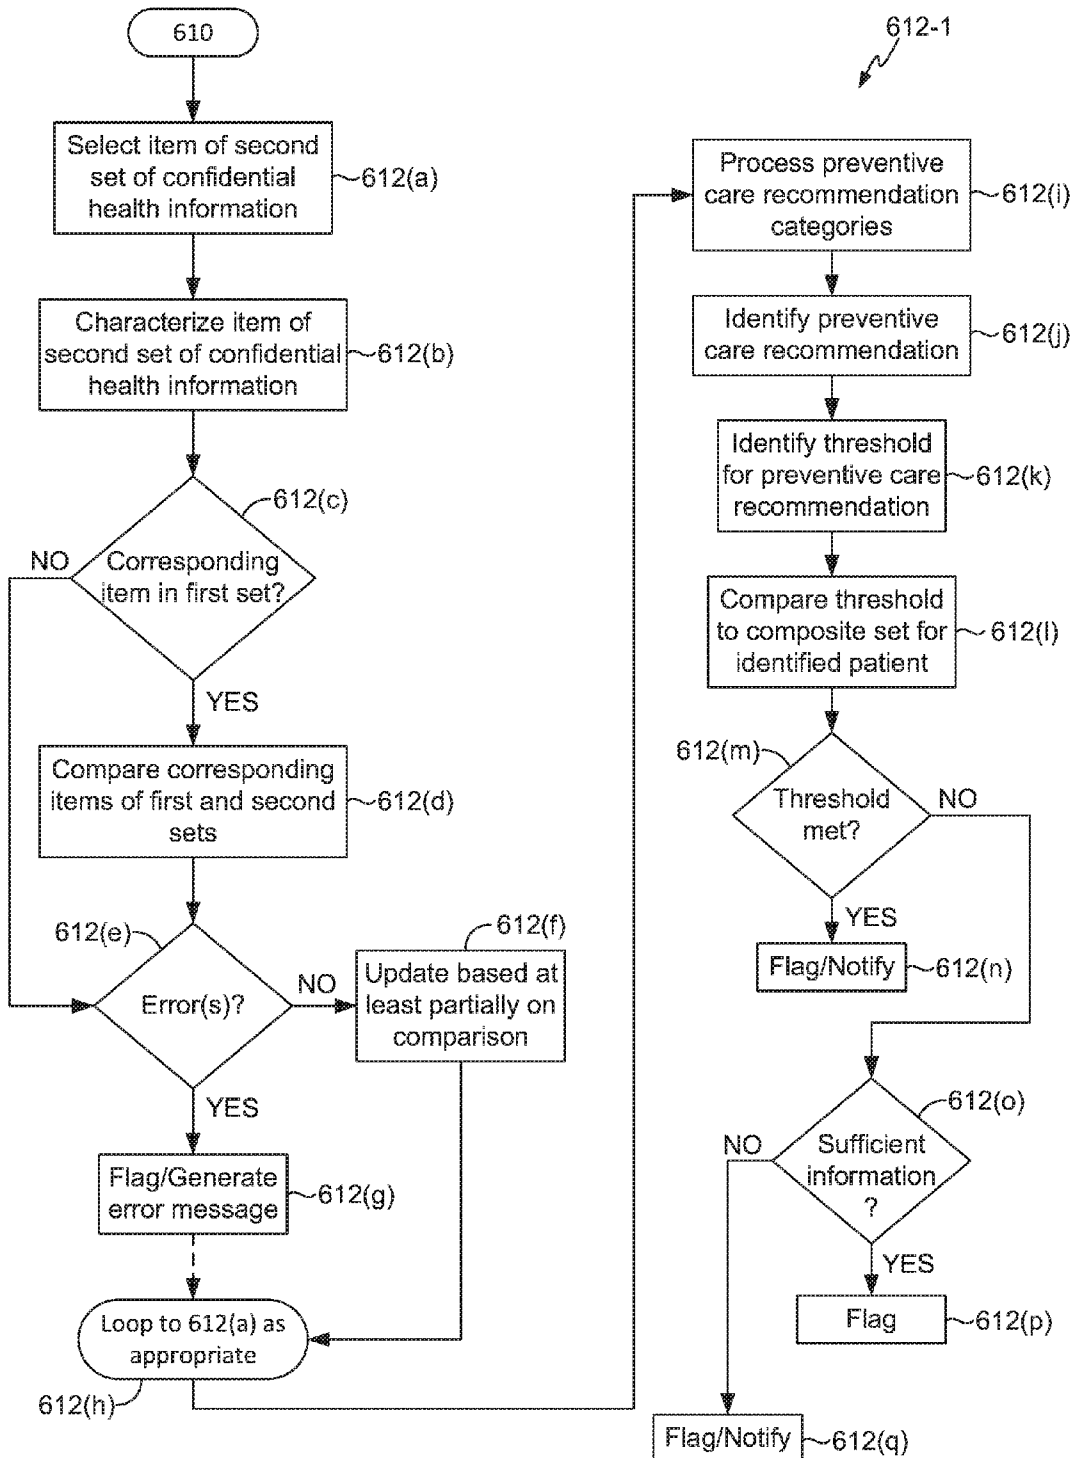 610
Select item of second
set of confidential
health information
612(a)
Characterize item of
second set of confidential
health information
612(b)
612(c)
NO
Corresponding
item in first set?
YES
Compare corresponding
items of first and second
sets
612(d)
612(e)
Error(s)?
NO
612(f)
Update based at
least partially on
comparison
YES
Flag/Generate
error message
612(g)
Loop to 612(a) as
appropriate
612(h)
612-1
Process preventive
care recommendation
categories
612(i)
Identify preventive
care recommendation
612(j)
Identify threshold
for preventive care
recommendation
612(k)
Compare threshold
to composite set for
identified patient
612(l)
612(m)
Threshold
met?
NO
YES
Flag/Notify
612(n)
612(o)
NO
Sufficient
information
?
YES
Flag
612(p)
Flag/Notify
612(q)